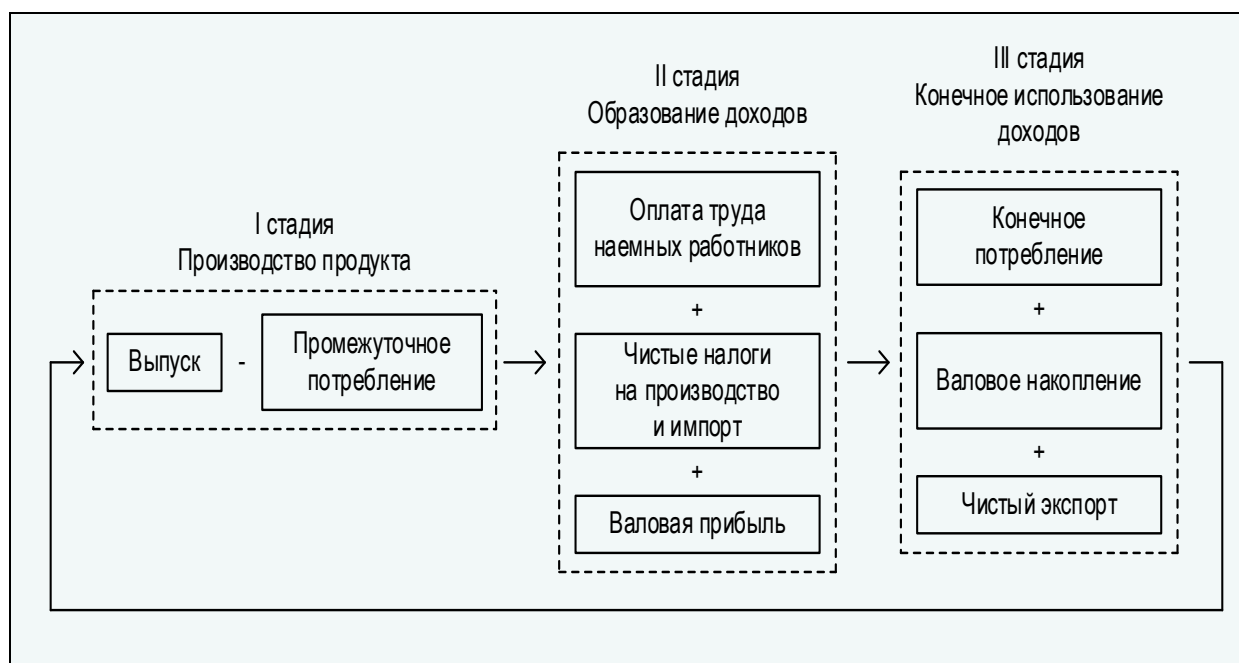 I стадия
Производство продукта
Выпуск
-
Промежуточное
потребление
II стадия
Образование доходов
Оплата труда
наемных работников
+
Чистые налоги
на производство
и импорт
+
Валовая прибыль
III стадия
Конечное использование
доходов
Конечное
потребление
+
Валовое накопление
+
Чистый экспорт